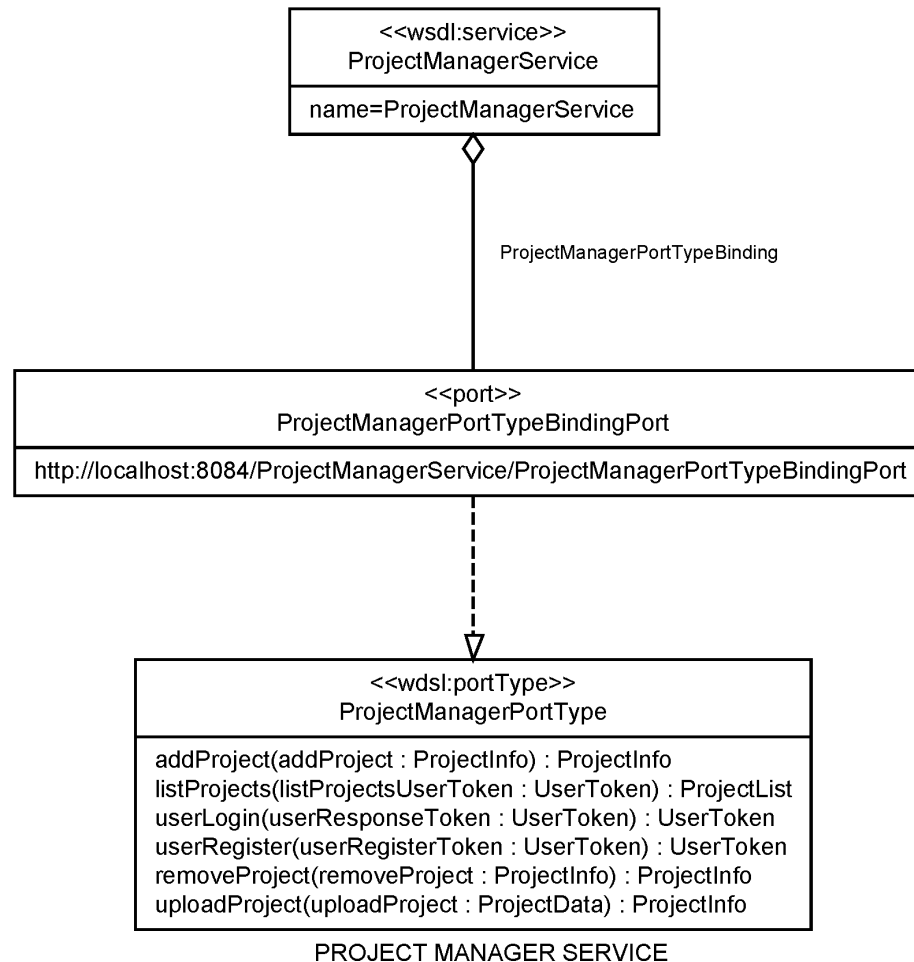 <<wsdl:service>>
ProjectManagerService
name=ProjectManagerService
ProjectManagerPortTypeBinding
<<port>>
ProjectManagerPortTypeBindingPort
http://localhost:8084/ProjectManagerService/ProjectManagerPortTypeBindingPort
<<wdsl:portType>>
ProjectManagerPortType
addProject(addProject : ProjectInfo) : ProjectInfo
listProjects(listProjectsUserToken : UserToken) : ProjectList
userLogin(userResponseToken : UserToken) : UserToken
userRegister(userRegisterToken : UserToken) : UserToken
removeProject(removeProject : ProjectInfo) : ProjectInfo
uploadProject(uploadProject : ProjectData) : ProjectInfo
PROJECT MANAGER SERVICE